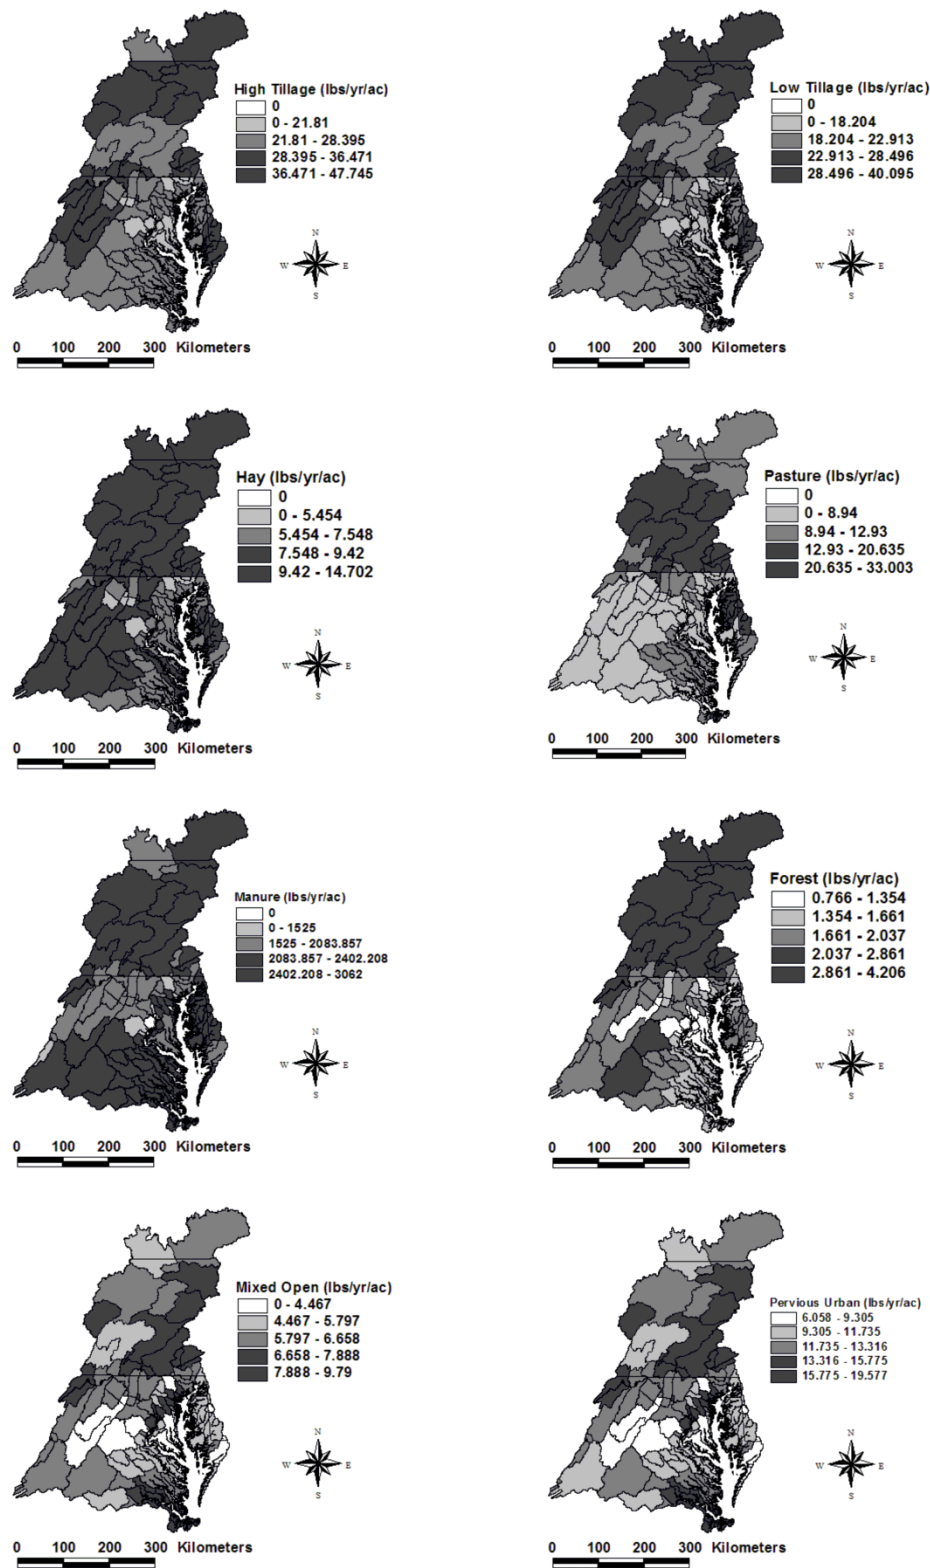 High Tillage (lbs/yr/ac)
0
0 - 21.81
21.81 - 28.395
28.395 - 36.471
36.471 - 47.745
N
W E
S
0 100 200 300 Kilometers
Low Tillage (lbs/yr/ac)
0
0 - 18.204
18.204 - 22.913
22.913 - 28.496
28.496 - 40.095
N
W E
S
0 100 200 300 Kilometers
Hay (lbs/yr/ac)
0
0 - 5.454
5.454 - 7.548
7.548 - 9.42
9.42 - 14.702
N
W E
S
0 100 200 300 Kilometers
Pasture (lbs/yr/ac)
0
0 - 8.94
8.94 - 12.93
12.93 - 20.635
20.635 - 33.003
N
W E
S
0 100 200 300 Kilometers
Manure (lbs/yr/ac)
0
0 - 1525
1525 - 2083.857
2083.857 - 2402.208
2402.208 - 3062
N
W E
S
0 100 200 300 Kilometers
Forest (lbs/yr/ac)
0.766 - 1.354
1.354 - 1.661
1.661 - 2.037
2.037 - 2.861
2.861 - 4.206
N
W E
S
0 100 200 300 Kilometers
Mixed Open (lbs/yr/ac)
0 - 4.467
4.467 - 5.797
5.797 - 6.658
6.658 - 7.888
7.888 - 9.79
N
W E
S
0 100 200 300 Kilometers
Pervious Urban (lbs/yr/ac)
6.058 - 9.305
9.305 - 11.735
11.735 - 13.316
13.316 - 15.775
15.775 - 19.577
N
W E
S
0 100 200 300 Kilometers